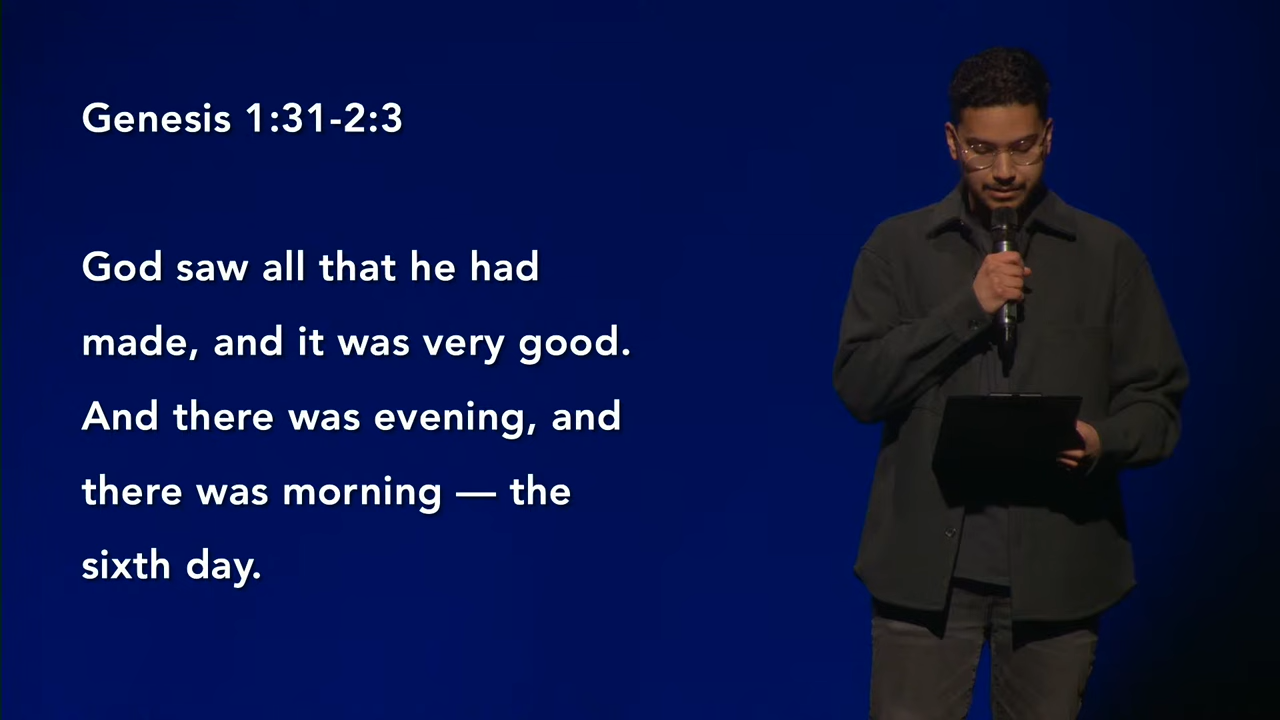 Genesis 1:31-2:3
God saw all that he had
made, and it was very good.
And there was evening, and
there was morning — the
sixth day.